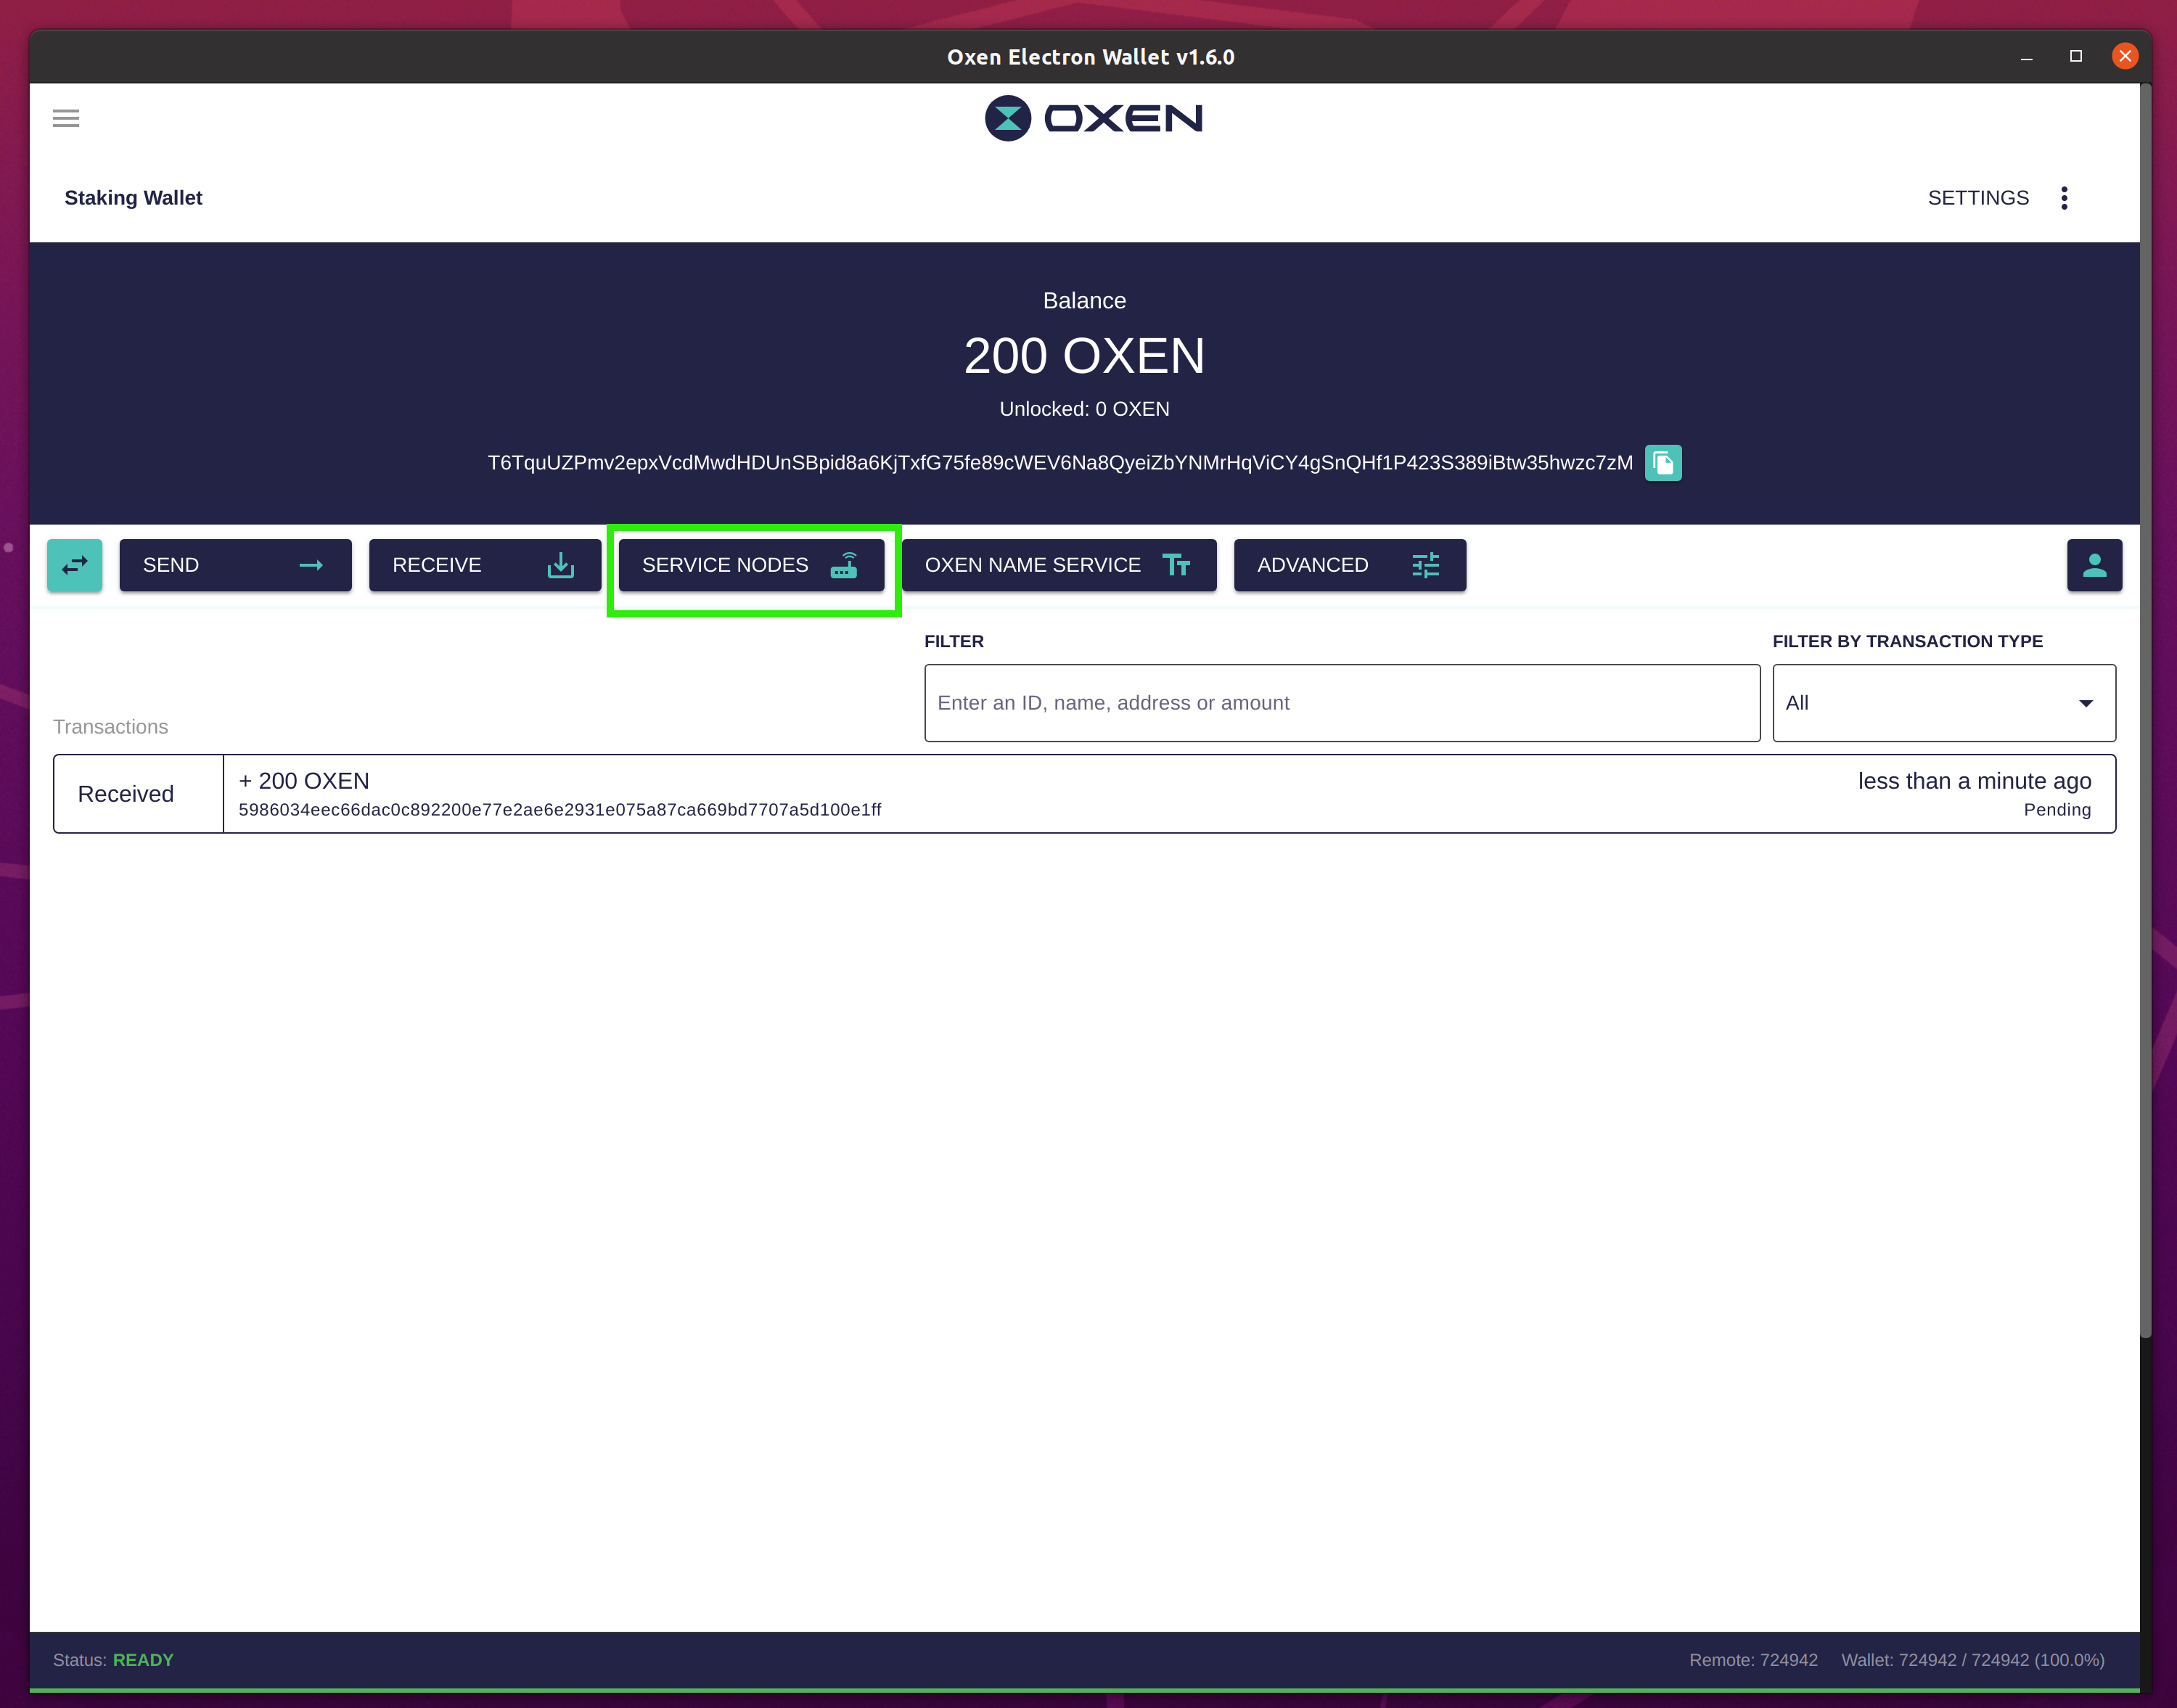 Oxen Electron Wallet v1.6.0
OXEN
Staking Wallet
SETTINGS
Balance
200 OXEN
Unlocked: 0 OXEN
T6TquUZPmv2epxVcdMwdHDUnSBpid8a6KjTxfG75fe89cWEV6Na8QyeiZbYNMrHqViCY4gSnQHf1P423S389iBtw35hwzc7zM
SEND
RECEIVE
SERVICE NODES
OXEN NAME SERVICE
ADVANCED
FILTER
FILTER BY TRANSACTION TYPE
Enter an ID, name, address or amount
All
Transactions
Received
+ 200 OXEN
less than a minute ago
5986034eec66dac0c892200e77e2ae6e2931e075a87ca669bd7707a5d100e1ff
Pending
Status: READY
Remote: 724942
Wallet: 724942 / 724942 (100.0%)